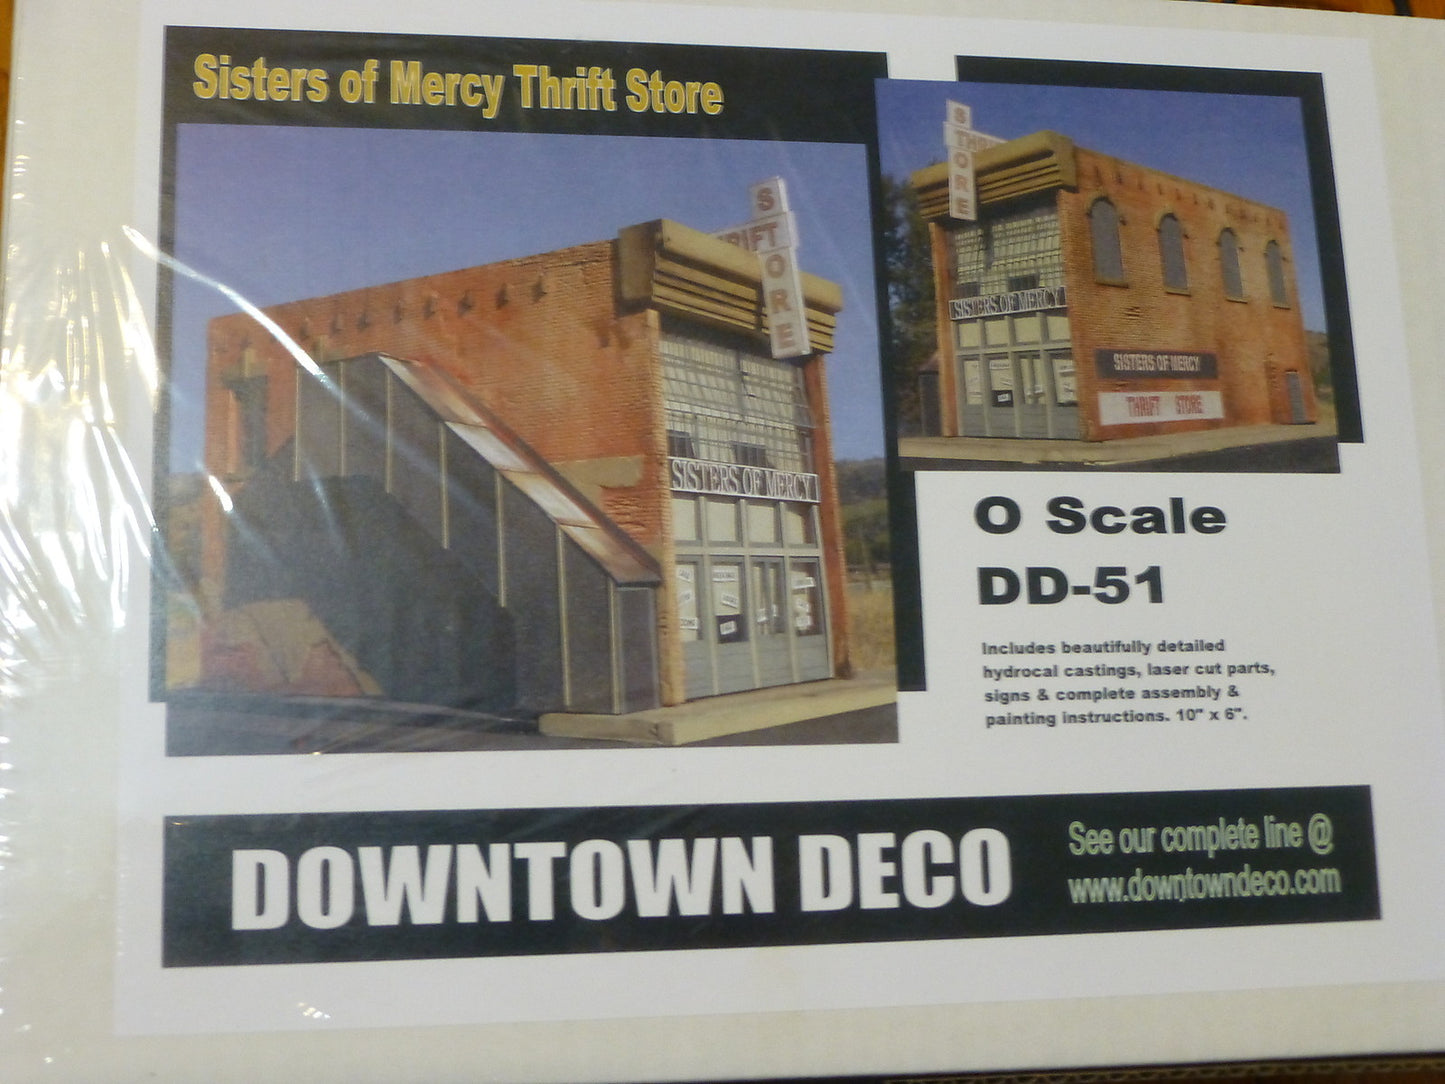 Sisters of Mercy Thrift Store
STORE
RIFT
SISTERS OF MERCY
STORE
THR
SISTERS OF MERCY
SISTERS OF MERCY
THRIFT STORE
O Scale
DD-51
Includes beautifully detailed
hydrocal castings, laser cut parts,
signs & complete assembly &
painting instructions. 10" x 6".
DOWNTOWN DECO
See our complete line @
www.downtowndeco.com